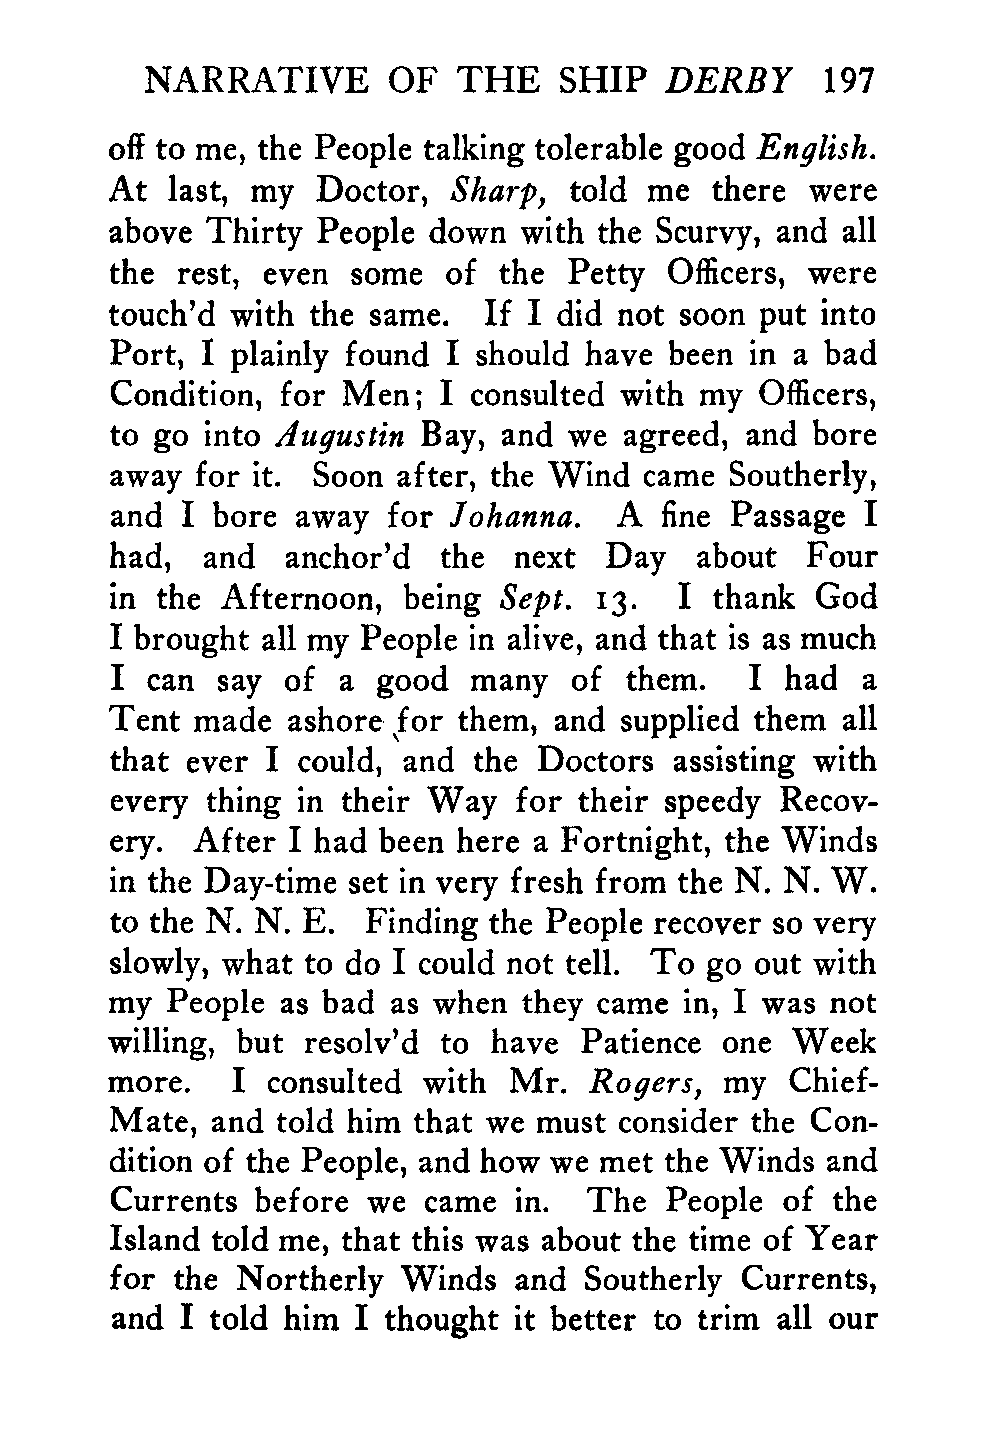 NARRATIVE OF THE SHIP DERBY 197
off to me, the People talking tolerable good English.
At last, my Doctor, Sharp, told me there were
above Thirty People down with the Scurvy, and all
the rest, even some of the Petty Officers, were
touch'd with the same. If I did not soon put into
Port, I plainly found I should have been in a bad
Condition, for Men; I consulted with my Officers,
to go into Augustin Bay, and we agreed, and bore
away for it. Soon after, the Wind came Southerly,
and I bore away for Johanna. A fine Passage I
had, and anchor'd the next Day about Four
in the Afternoon, being Sept. 13. I thank God
I brought all my People in alive, and that is as much
I can say of a good many of them. I had a
Tent made ashore for them, and supplied them all
that ever I could, and the Doctors assisting with
every thing in their Way for their speedy Recov-
ery. After I had been here a Fortnight, the Winds
in the Day-time set in very fresh from the N. N. W.
to the N. N. E. Finding the People recover so very
slowly, what to do I could not tell. To go out with
my People as bad as when they came in, I was not
willing, but resolv'd to have Patience one Week
more. I consulted with Mr. Rogers, my Chief-
Mate, and told him that we must consider the Con-
dition of the People, and how we met the Winds and
Currents before we came in. The People of the
Island told me, that this was about the time of Year
for the Northerly Winds and Southerly Currents,
and I told him I thought it better to trim all our